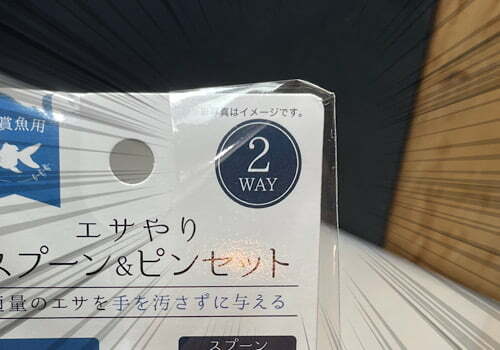 写真はイメージです。
賞魚用
2
WAY
エサやり
スプーン&ピンセット
量のエサを手を汚さずに与える
スプーン